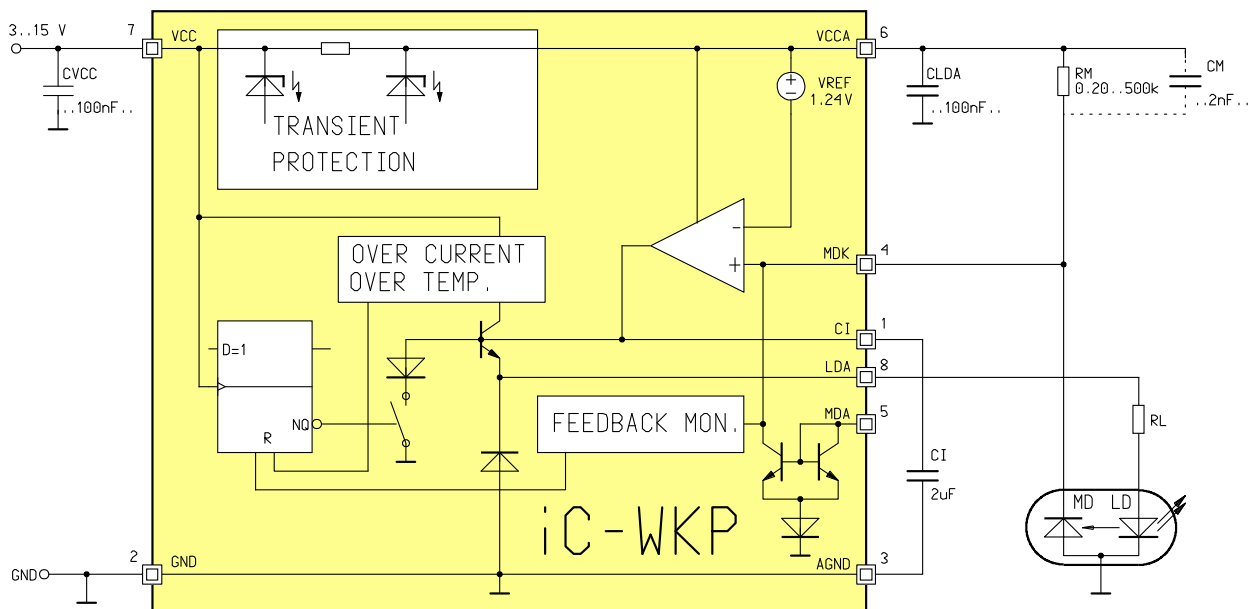 3..15 V
7
VCC
VCCA
6
CVCC
..100nF..
TRANSIENT
PROTECTION
VREF
1.24V
CLDA
..100nF..
RM
0.20..500k
CM
..2nF..
OVER CURRENT
OVER TEMP.
MDK
4
D=1
NQ
R
CI
1
LDA
8
FEEDBACK MON.
MDA
5
RL
CI
2uF
MD LD
iC-WKP
GND
2
GND
AGND
3